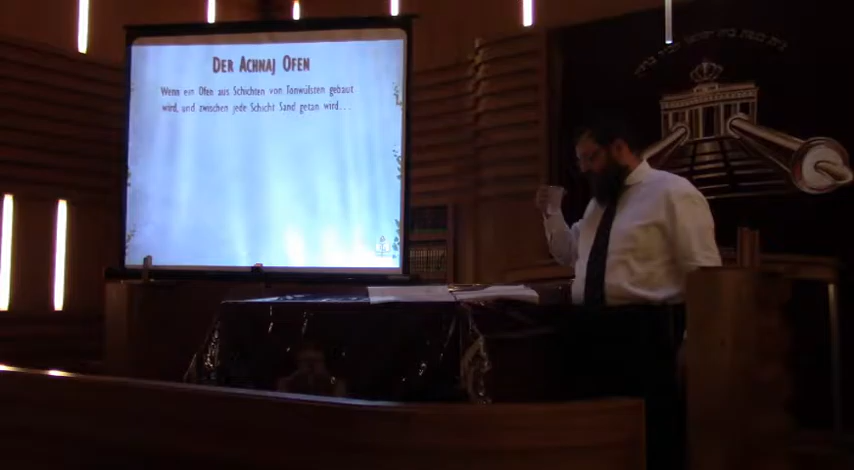 Der Achnaj Ofen
Wenn ein Ofen aus Schichten von Tonwülsten gebaut
wird, und zwischen jede Schicht Sand getan wird...